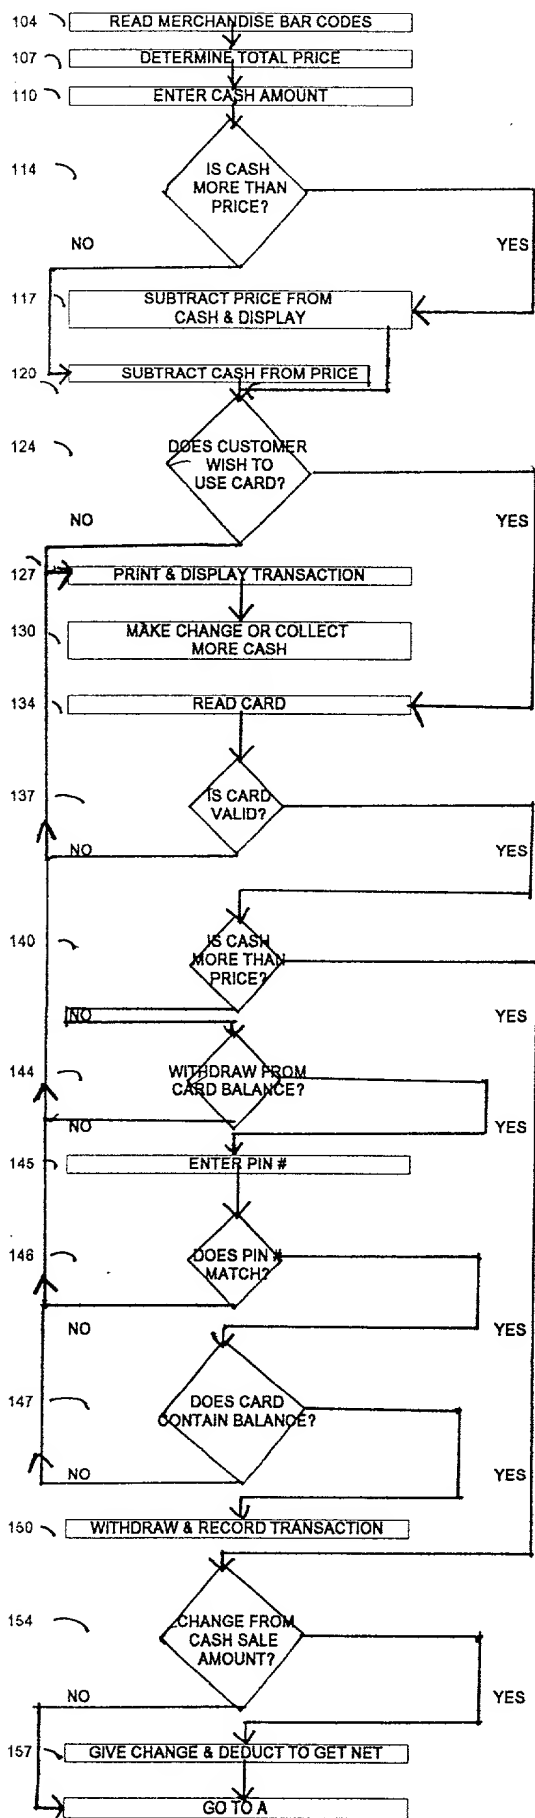 104 READ MERCHANDISE BAR CODES
107 DETERMINE TOTAL PRICE
110 ENTER CASH AMOUNT
114 IS CASH
MORE THAN
PRICE?
NO YES
117 SUBTRACT PRICE FROM
CASH & DISPLAY
120 SUBTRACT CASH FROM PRICE
124 DOES CUSTOMER
WISH TO
USE CARD?
NO YES
127 PRINT & DISPLAY TRANSACTION
130 MAKE CHANGE OR COLLECT
MORE CASH
134 READ CARD
137 IS CARD
VALID?
NO YES
140 IS CASH
MORE THAN
PRICE?
NO YES
144 WITHDRAW FROM
CARD BALANCE?
NO YES
145 ENTER PIN #
146 DOES PIN #
MATCH?
NO YES
147 DOES CARD
CONTAIN BALANCE?
NO YES
150 WITHDRAW & RECORD TRANSACTION
154 CHANGE FROM
CASH SALE
AMOUNT?
NO YES
157 GIVE CHANGE & DEDUCT TO GET NET
GO TO A